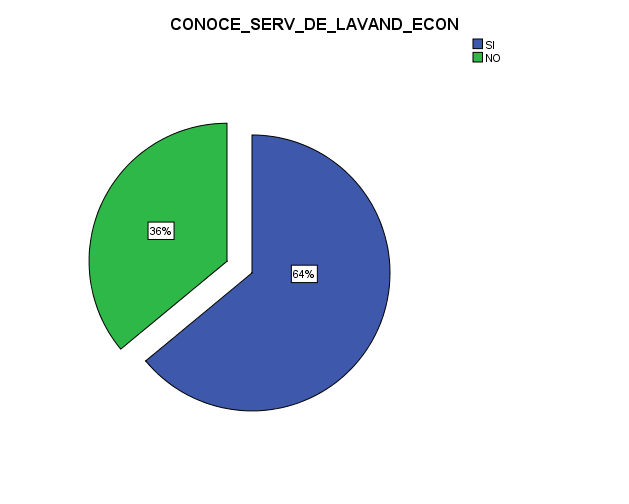 CONOCE_SERV_DE_LAVAND_ECON
SI
NO
36%
64%